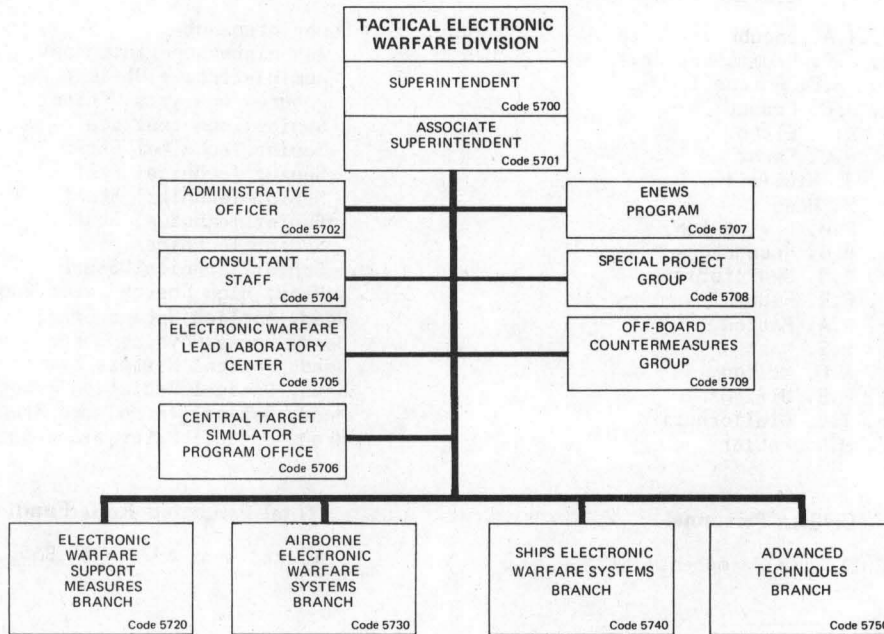 TACTICAL ELECTRONIC
WARFARE DIVISION
SUPERINTENDENT
Code 5700
ASSOCIATE
SUPERINTENDENT
Code 5701
ADMINISTRATIVE
OFFICER
Code 5702
ENEWS
PROGRAM
Code 5707
CONSULTANT
STAFF
Code 5704
SPECIAL PROJECT
GROUP
Code 5708
ELECTRONIC WARFARE
LEAD LABORATORY
CENTER
Code 5705
OFF-BOARD
COUNTERMEASURES
GROUP
Code 5709
CENTRAL TARGET
SIMULATOR
PROGRAM OFFICE
Code 5706
ELECTRONIC
WARFARE
SUPPORT
MEASURES
BRANCH
Code 5720
AIRBORNE
ELECTRONIC
WARFARE
SYSTEMS
BRANCH
Code 5730
SHIPS ELECTRONIC
WARFARE SYSTEMS
BRANCH
Code 5740
ADVANCED
TECHNIQUES
BRANCH
Code 5750